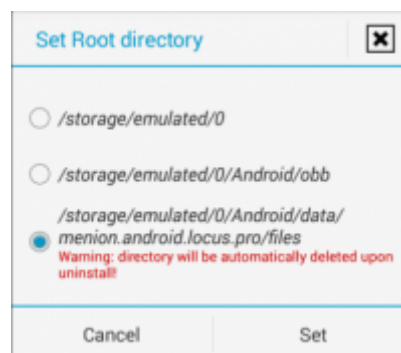 Set Root directory
/storage/emulated/0
/storage/emulated/0/Android/obb
/storage/emulated/0/Android/data/
menion.android.locus.pro/files
Warning: directory will be automatically deleted upon
uninstall!
Cancel Set